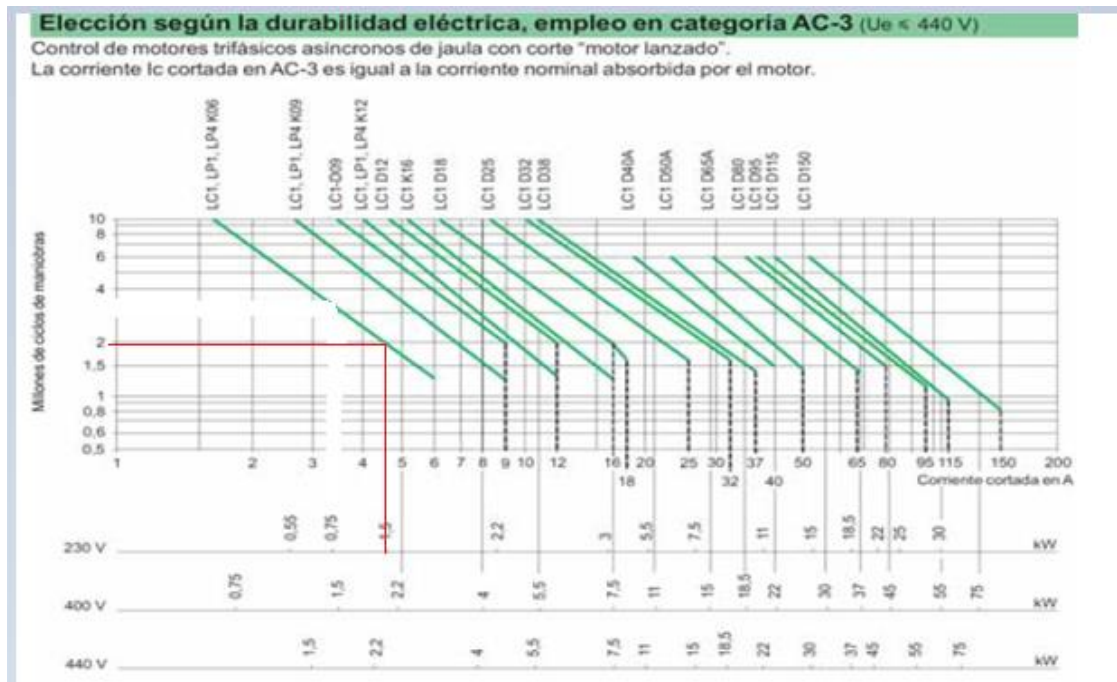 Elección según la durabilidad eléctrica, empleo en categoría AC-3 (Ue ≤ 440 V)
Control de motores trifásicos asíncronos de jaula con corte "motor lanzado".
La corriente Ic cortada en AC-3 es igual a la corriente nominal absorbida por el motor.
LC1, LP1, LP4 K06
LC1, LP1, LP4 K09
LC1-D09
LC1, LP1, LP4 K12
LC1 D12
LC1 K16
LC1 D18
LC1 D25
LC1 D32
LC1 D38
LC1 D40A
LC1 D50A
LC1 D65A
LC1 D80
LC1 D95
LC1 D115
LC1 D150
Millones de ciclos de maniobras
10
8
6
4
2
1,5
1
0,8
0,6
0,5
1 2 3 4 5 6 7 8 9 10 12 16 20 25 30 37 50 65 80 95 115 150 200
18 32 40
Corriente cortada en A
230 V 0,55 0,75 1,5 2,2 3 5,5 7,5 11 15 18,5 22 25 30 kW
400 V 0,75 1,5 2,2 4 5,5 7,5 11 15 18,5 22 30 37 45 55 75 kW
440 V 1,5 2,2 4 5,5 7,5 11 15 18,5 22 30 37 45 55 75 kW